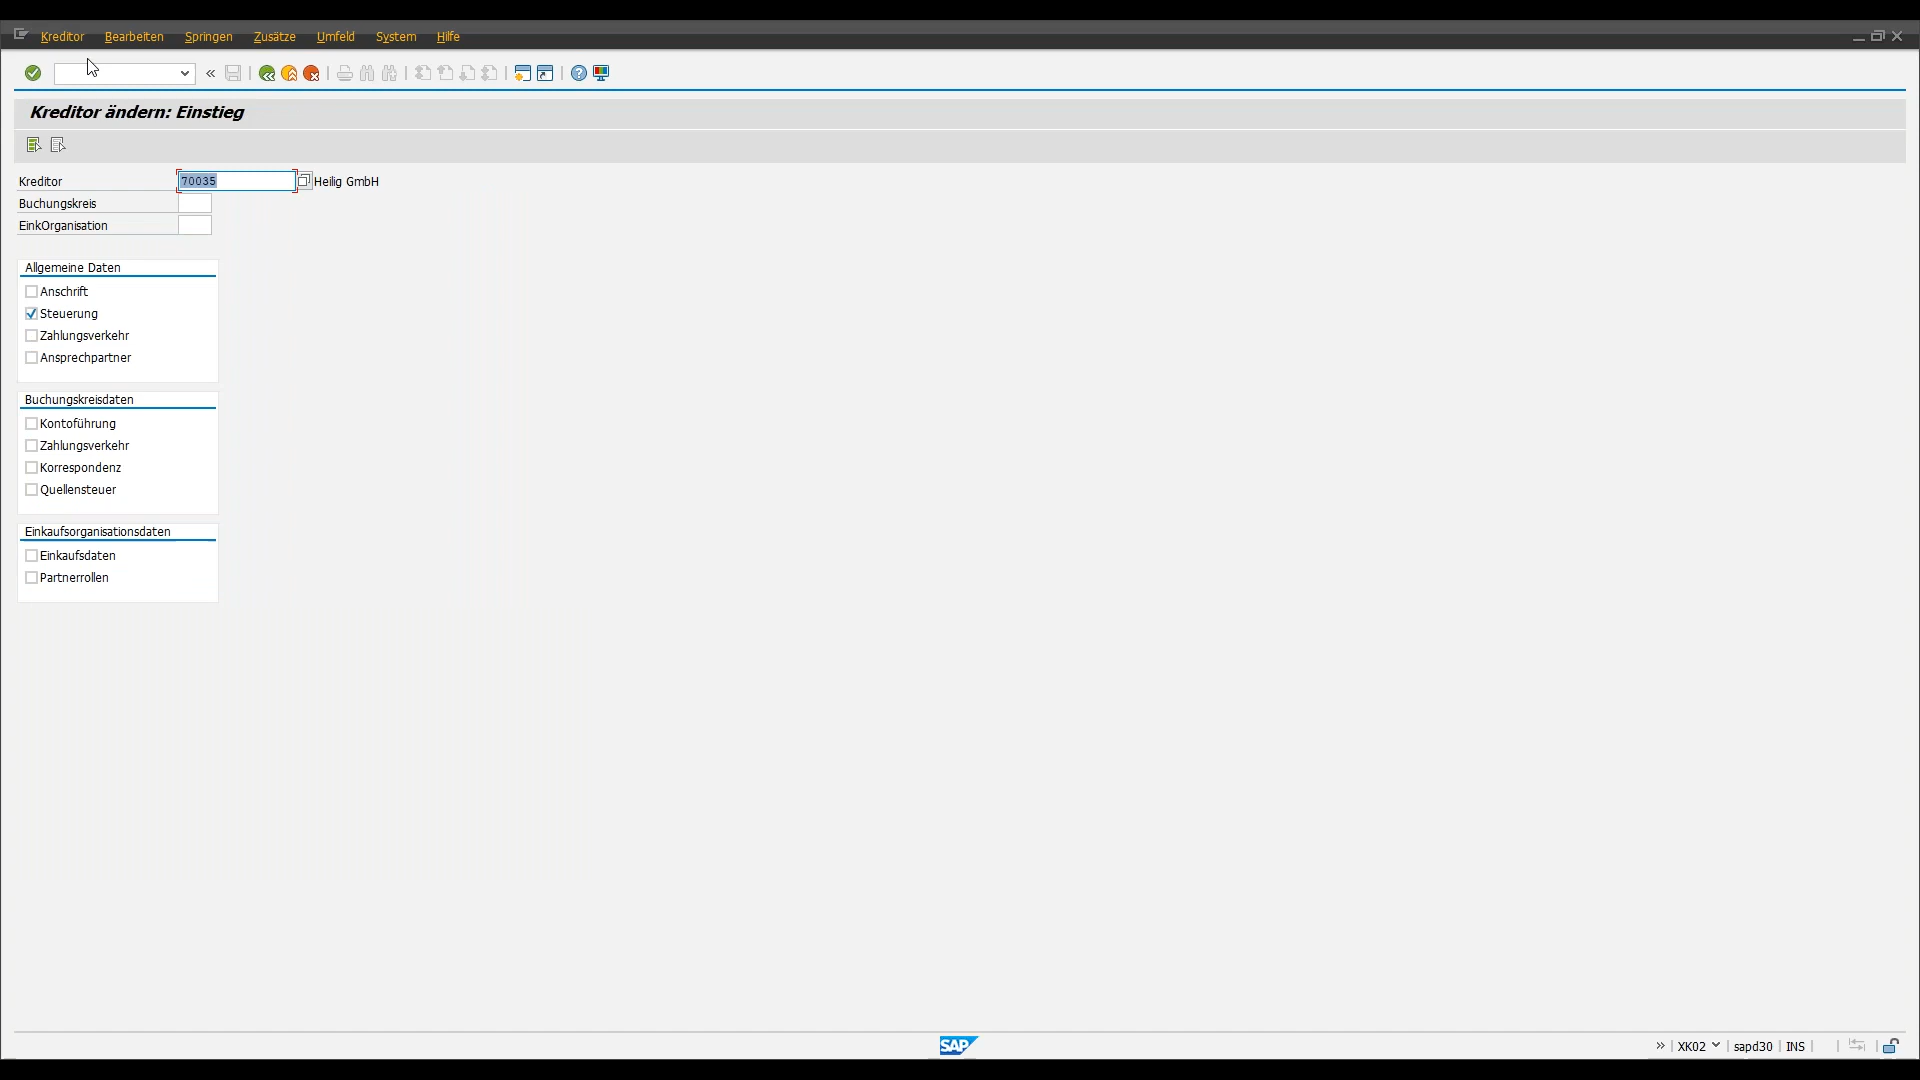 Kreditor Bearbeiten Springen Zusätze Umfeld System Hilfe
Kreditor ändern: Einstieg
Kreditor 70035 Heilig GmbH
Buchungskreis
EinkOrganisation
Allgemeine Daten
Anschrift
Steuerung
Zahlungsverkehr
Ansprechpartner
Buchungskreisdaten
Kontoführung
Zahlungsverkehr
Korrespondenz
Quellensteuer
Einkaufsorganisationsdaten
Einkaufsdaten
Partnerrollen
SAP XK02 sapd30 INS